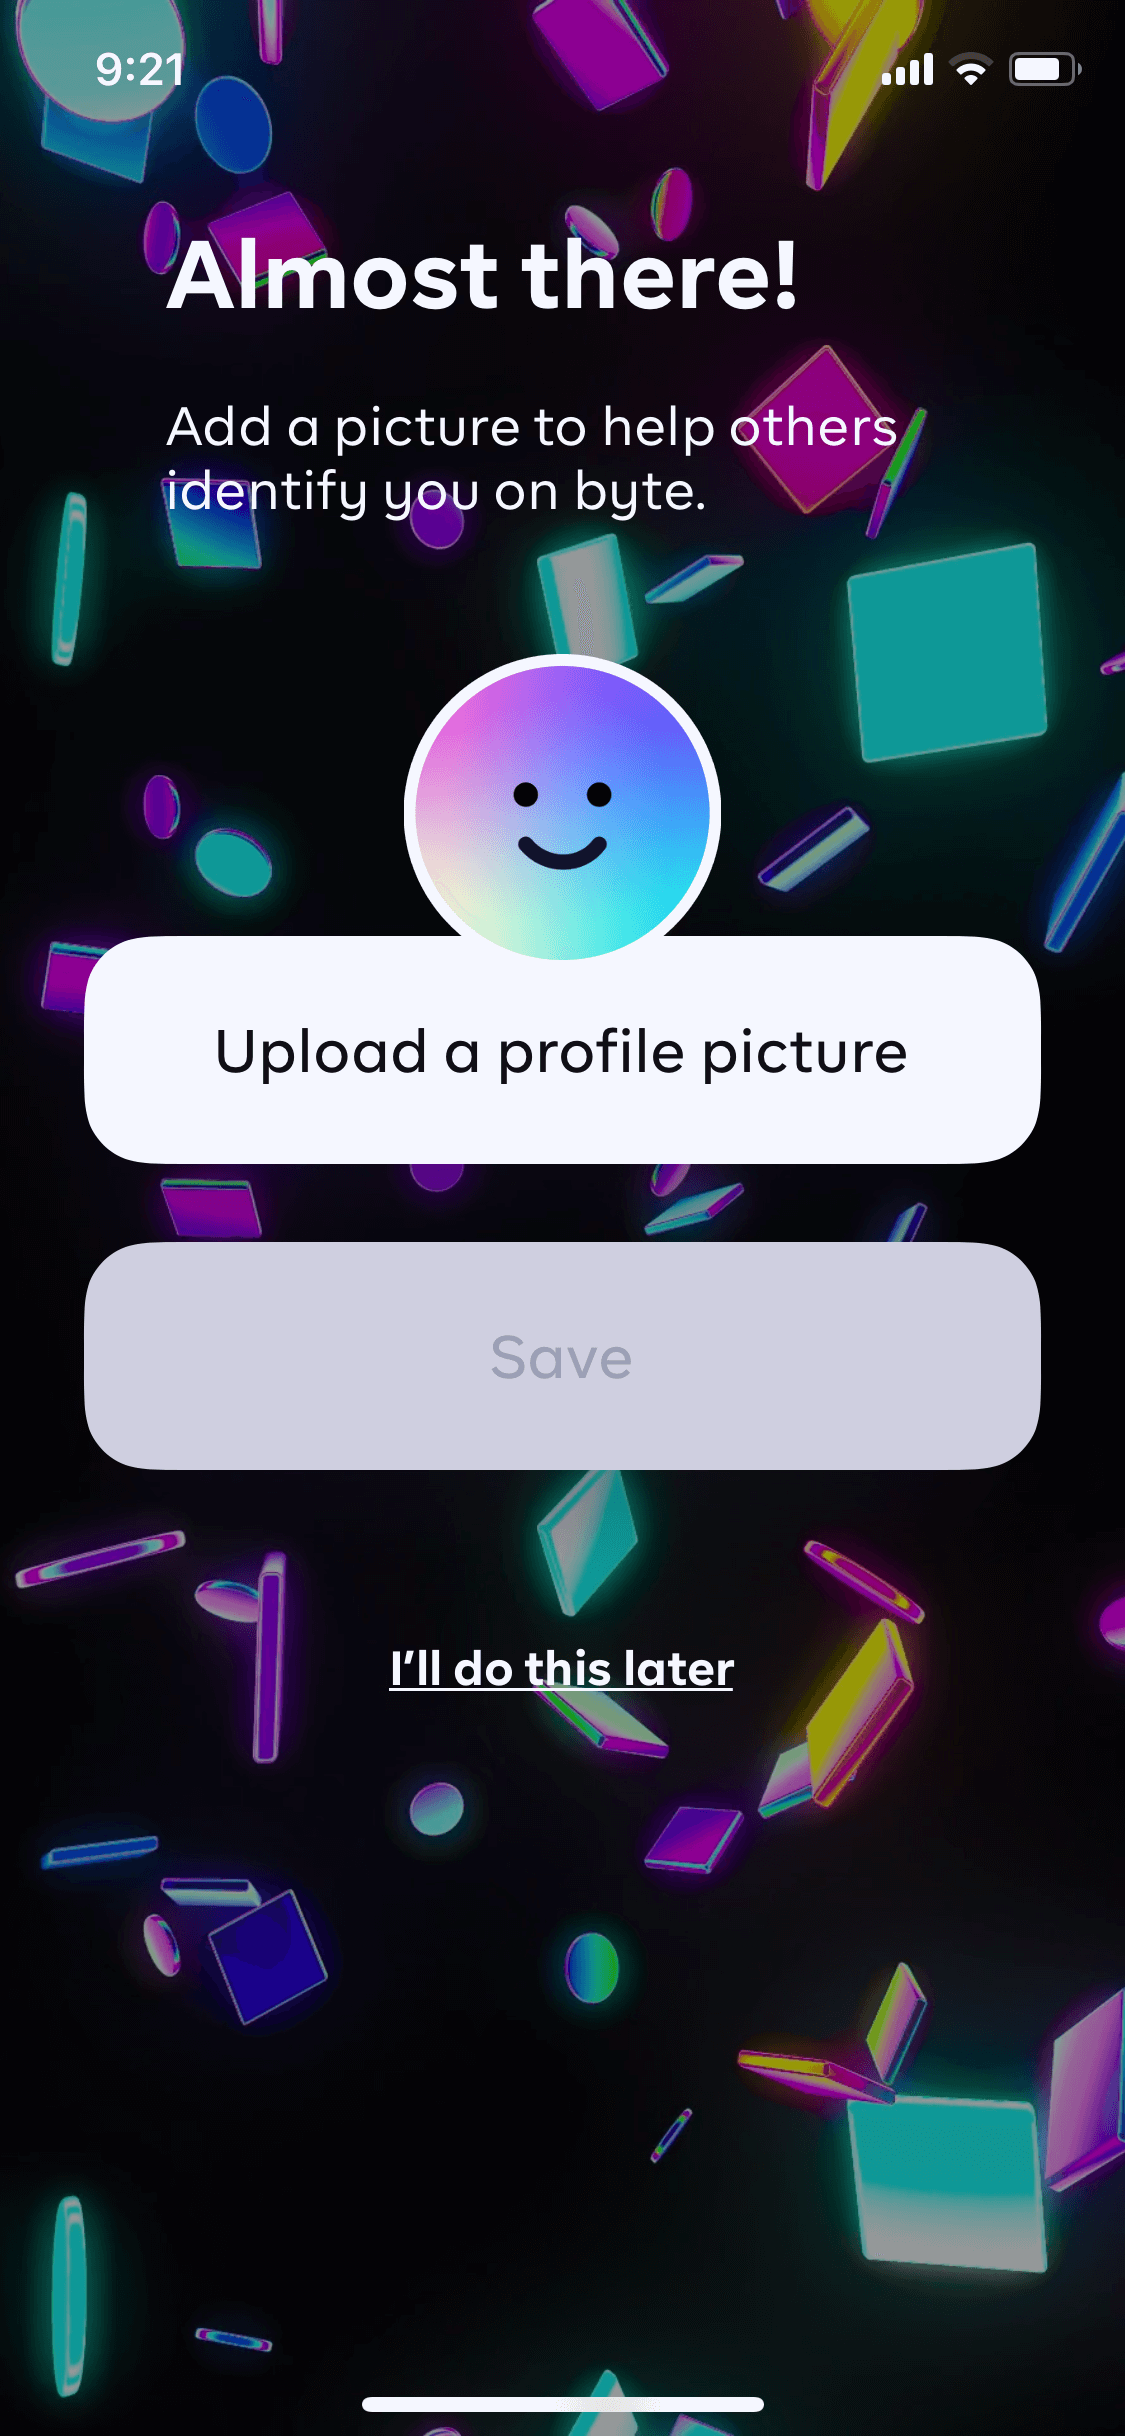 9:21
Almost there!
Add a picture to help others
identify you on byte.
Upload a profile picture
Save
I’ll do this later